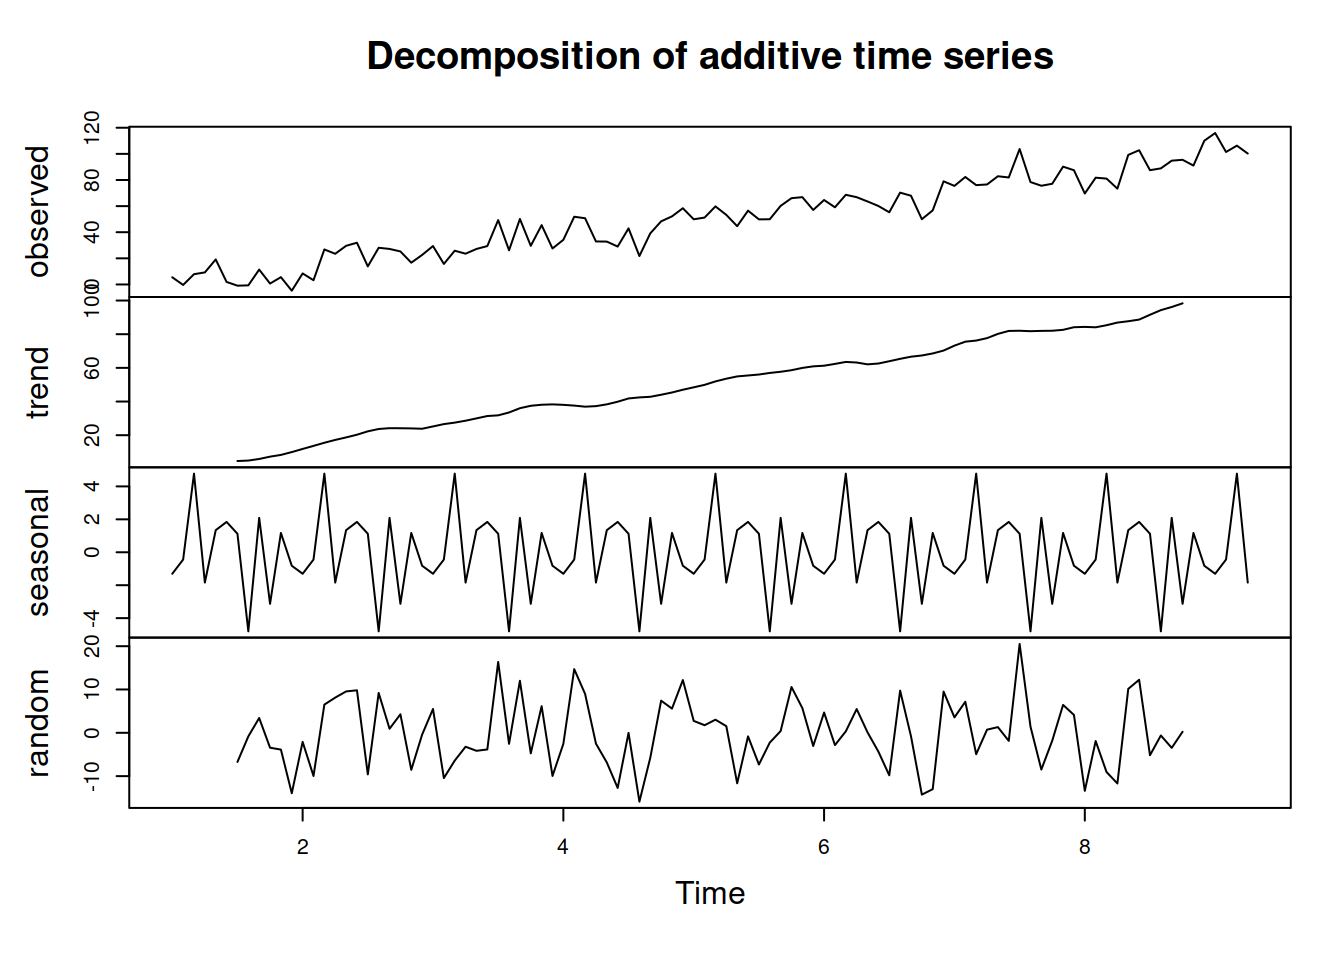 Decomposition of additive time series
observed
0 40 80 120
trend
20 60 100
seasonal
-4 0 2 4
random
-10 0 10 20
2 4 6 8
Time